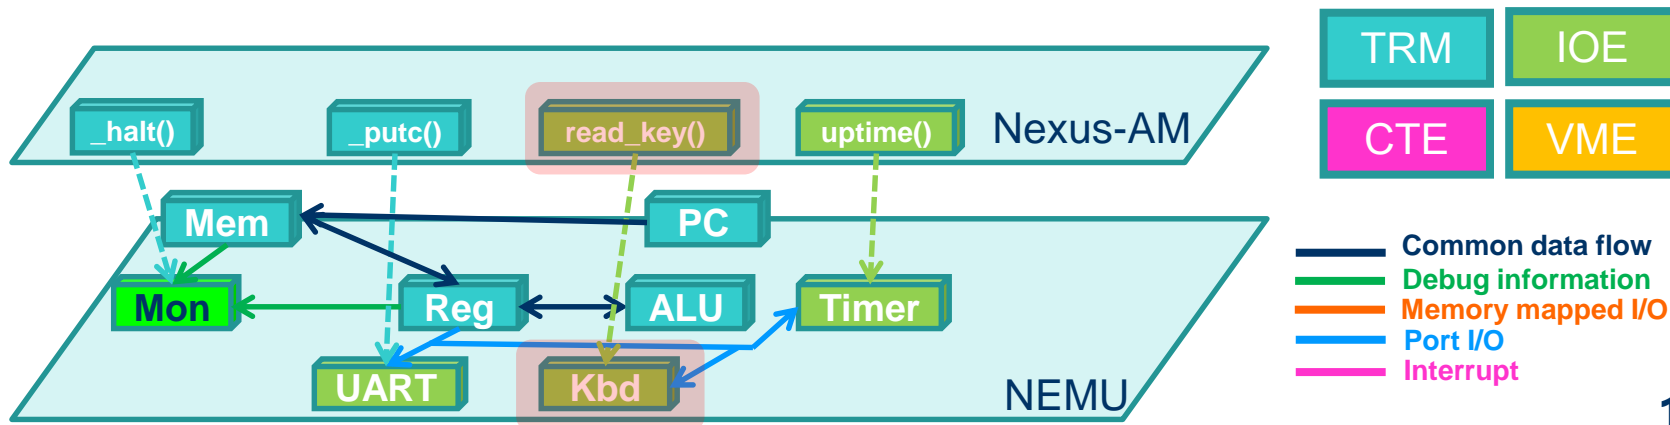 _halt()
_putc()
read_key()
uptime()
Nexus-AM
Mem
PC
Mon
Reg
ALU
Timer
UART
Kbd
NEMU
TRM
IOE
CTE
VME
Common data flow
Debug information
Memory mapped I/O
Port I/O
Interrupt